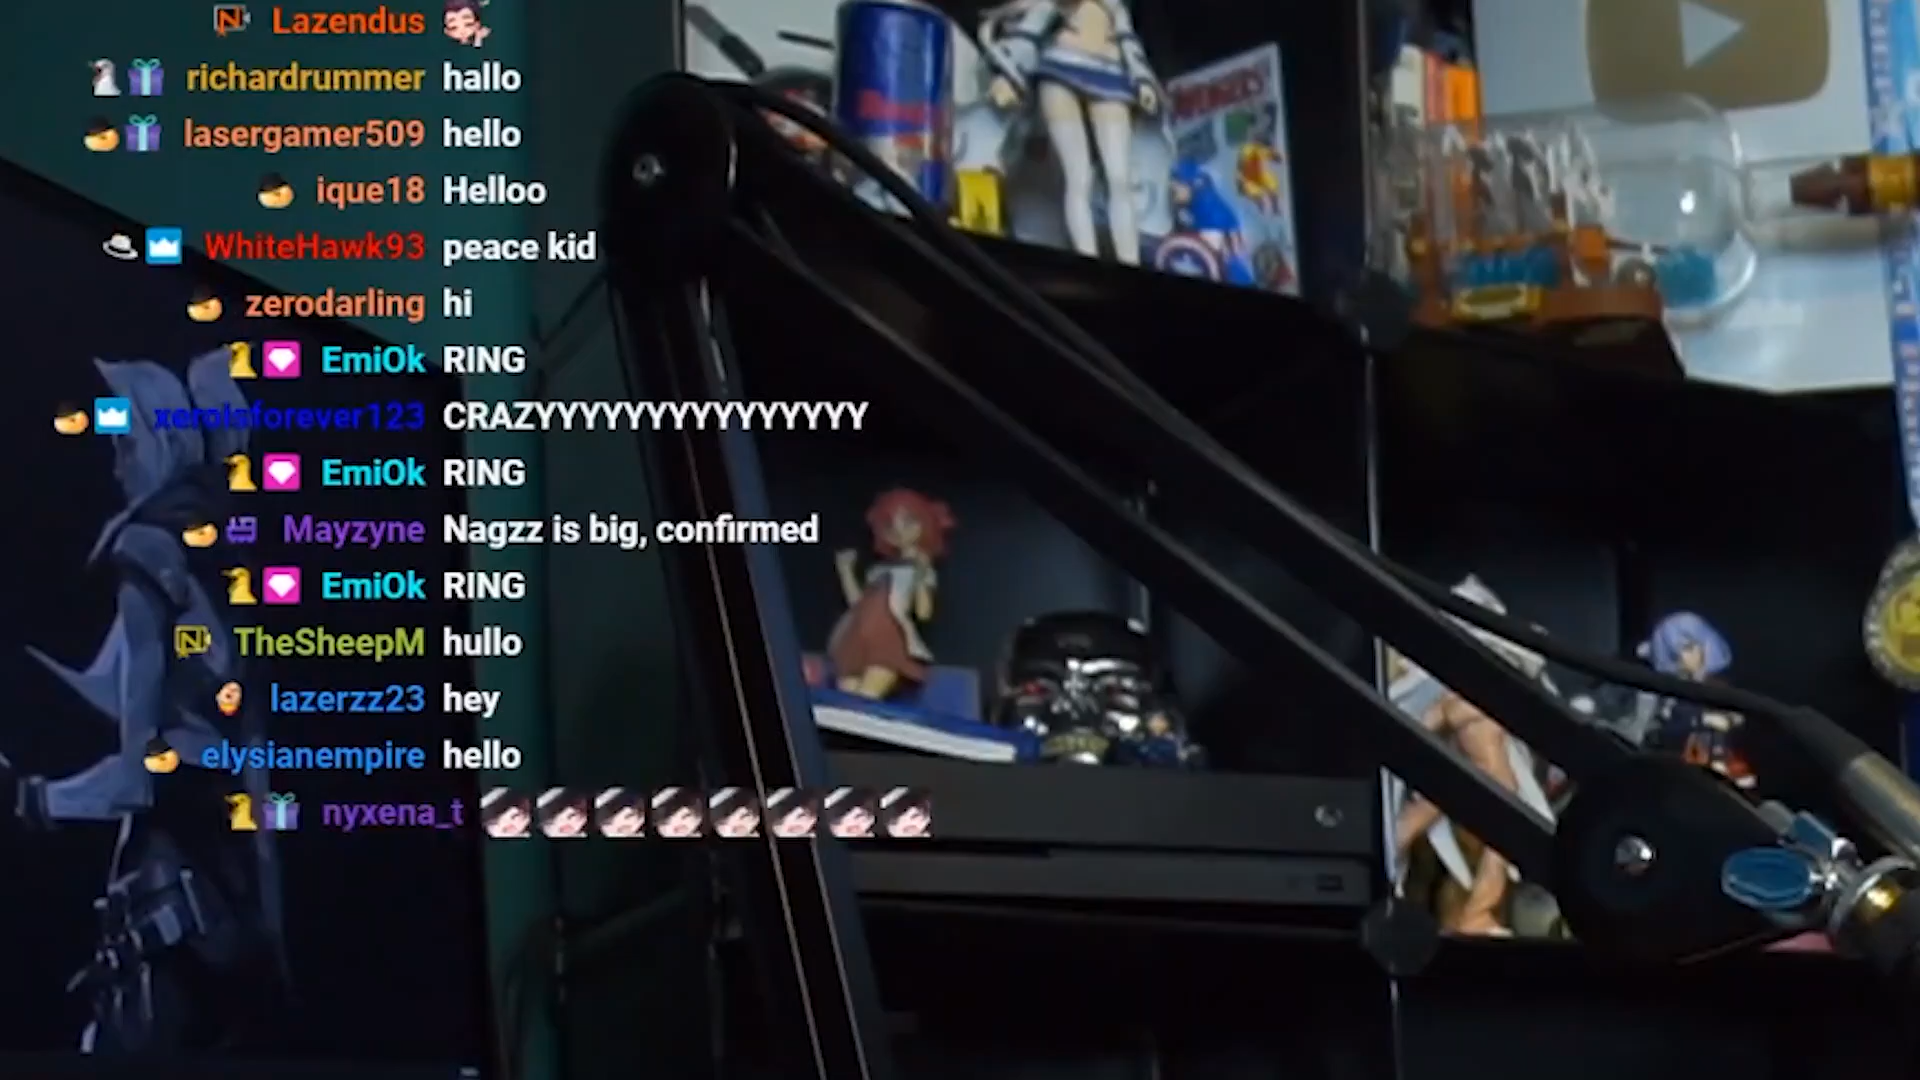 Lazendus
richardrummer hallo
lasergamer509 hello
ique18 Helloo
WhiteHawk93 peace kid
zerodarling hi
EmiOk RING
xeroisforever123 CRAZYYYYYYYYYYYYYYY
EmiOk RING
Mayzyne Nagzz is big, confirmed
EmiOk RING
TheSheepM hullo
lazerzz23 hey
elysianempire hello
nyxena_t